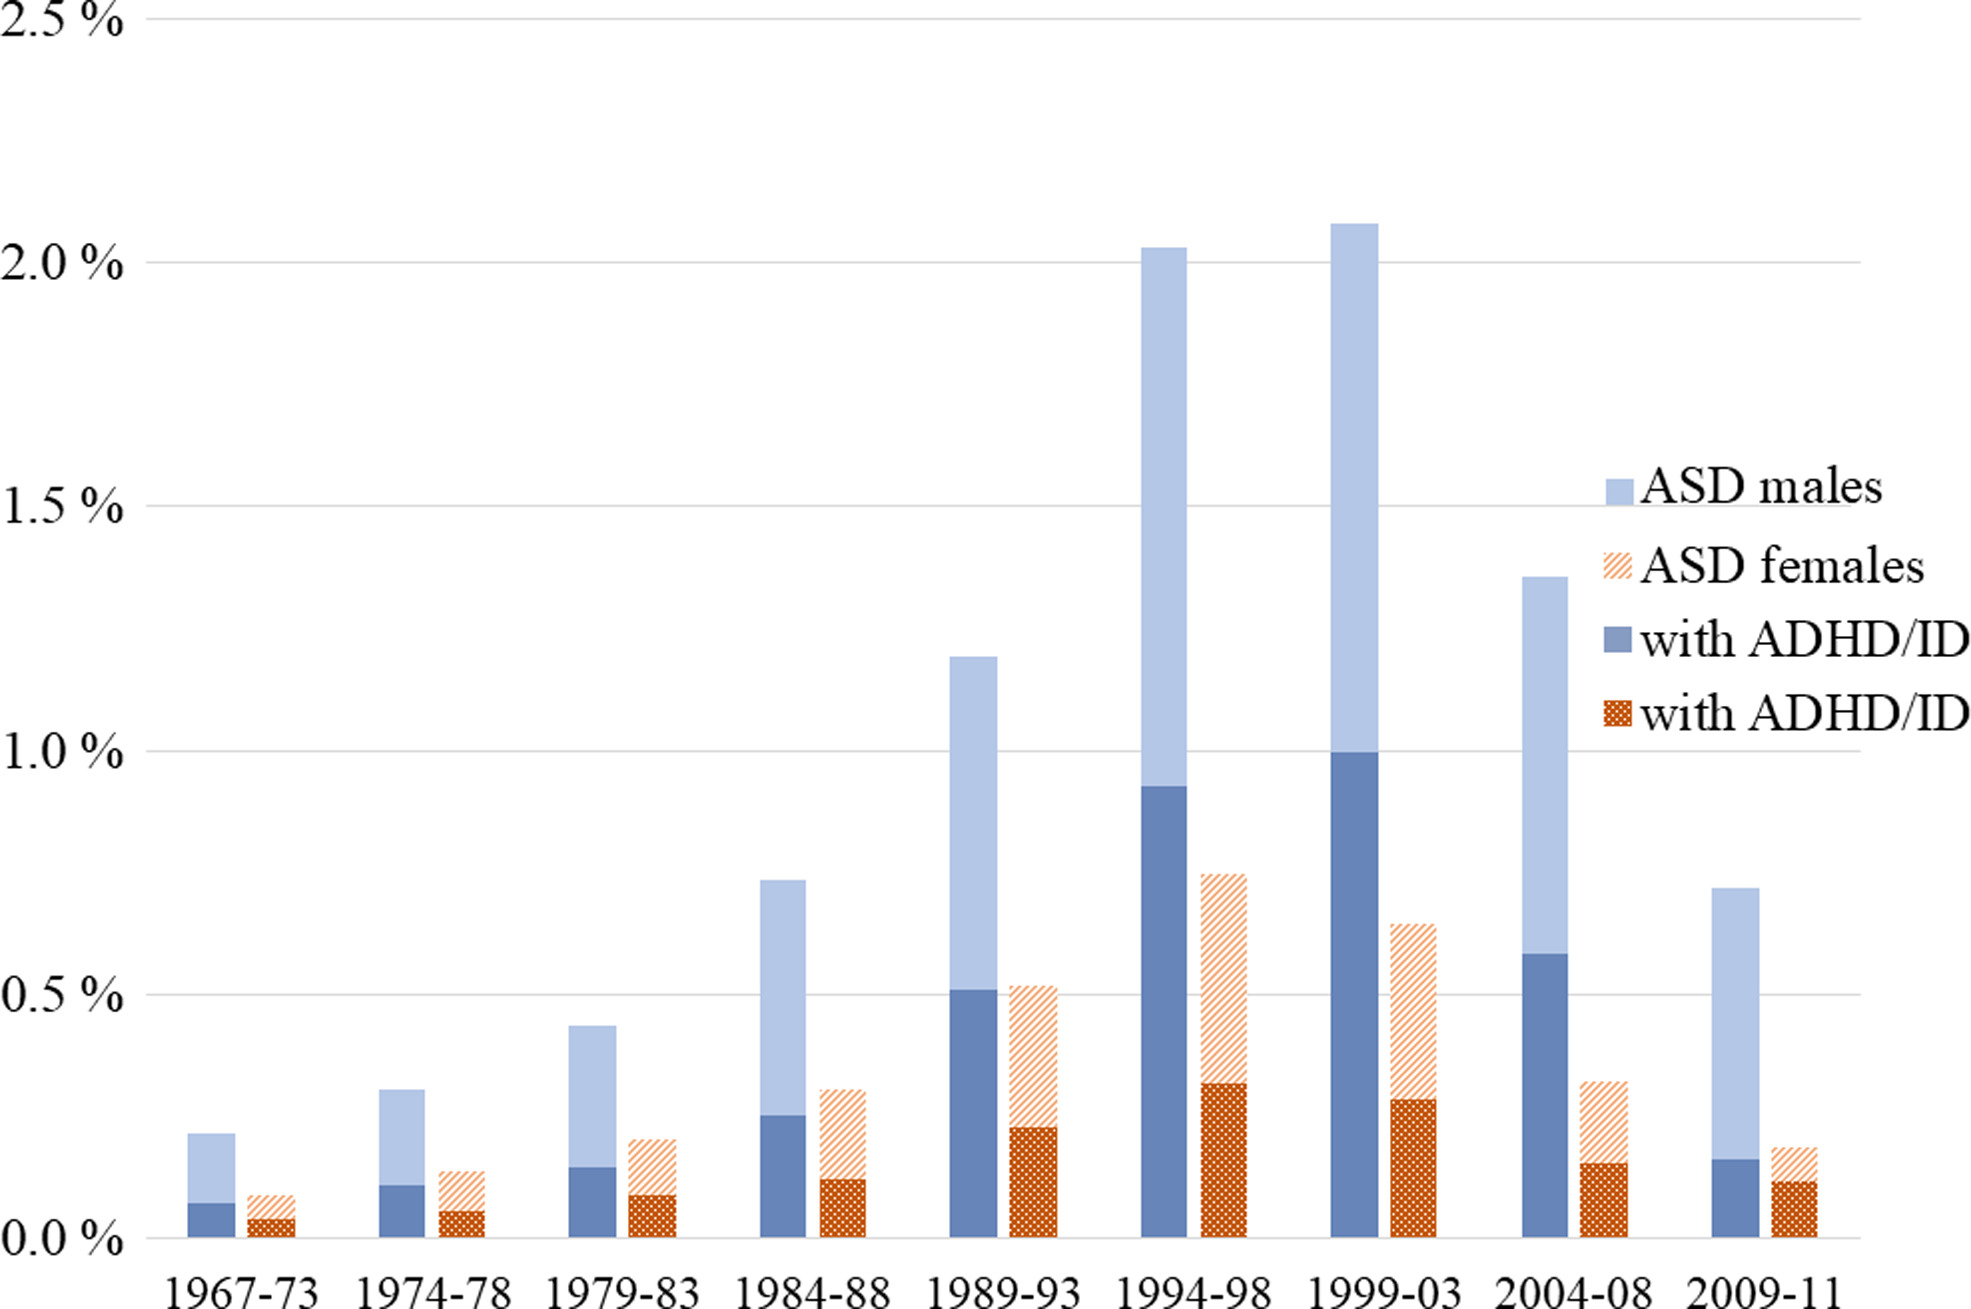 2.5 %
2.0 %
1.5 %
1.0 %
0.5 %
0.0 %
ASD males
ASD females
with ADHD/ID
with ADHD/ID
1967-73 1974-78 1979-83 1984-88 1989-93 1994-98 1999-03 2004-08 2009-11